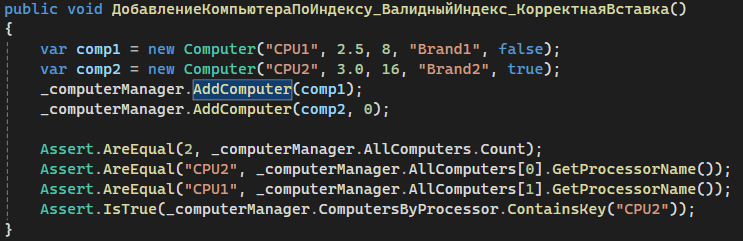 public void ДобавлениеКомпьютераПоИндексу_ВалидныйИндекс_КорректнаяВставка()
{
    var comp1 = new Computer("CPU1", 2.5, 8, "Brand1", false);
    var comp2 = new Computer("CPU2", 3.0, 16, "Brand2", true);
    _computerManager.AddComputer(comp1);
    _computerManager.AddComputer(comp2, 0);

    Assert.AreEqual(2, _computerManager.AllComputers.Count);
    Assert.AreEqual("CPU2", _computerManager.AllComputers[0].GetProcessorName());
    Assert.AreEqual("CPU1", _computerManager.AllComputers[1].GetProcessorName());
    Assert.IsTrue(_computerManager.ComputersByProcessor.ContainsKey("CPU2"));
}